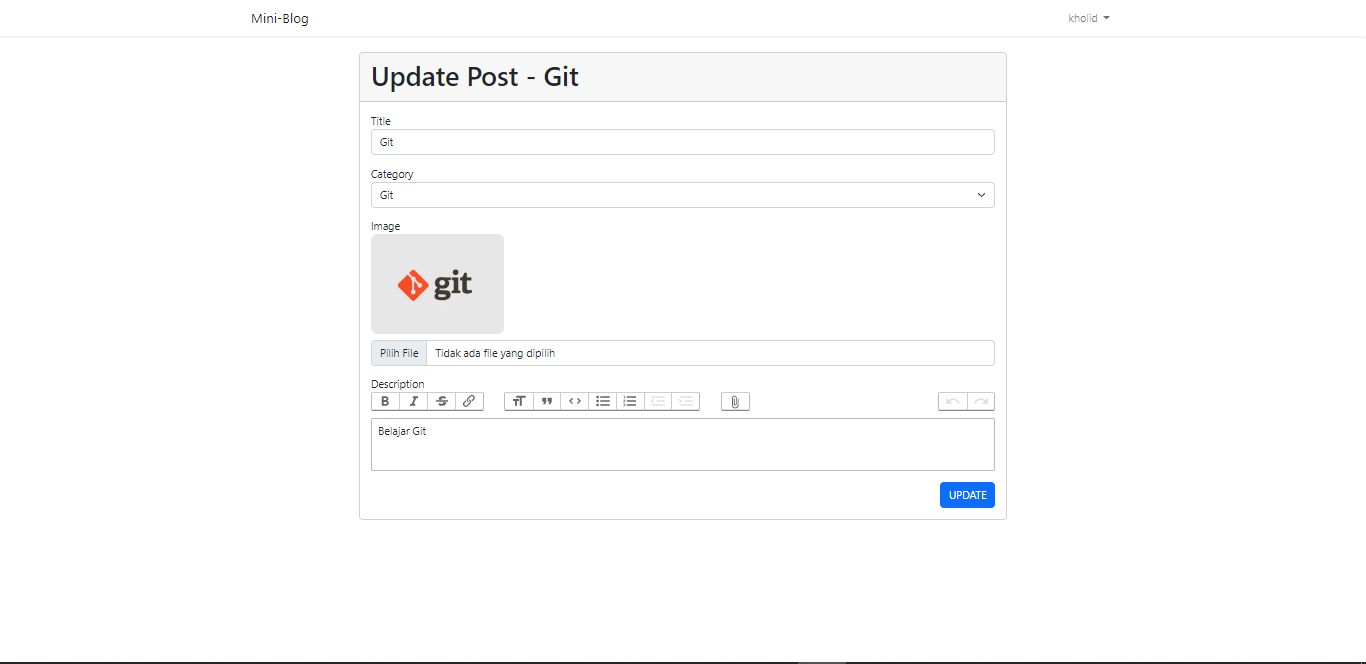 Mini-Blog
kholid
Update Post - Git
Title
Git
Category
Git
Image
git
Pilih File Tidak ada file yang dipilih
Description
Belajar Git
UPDATE